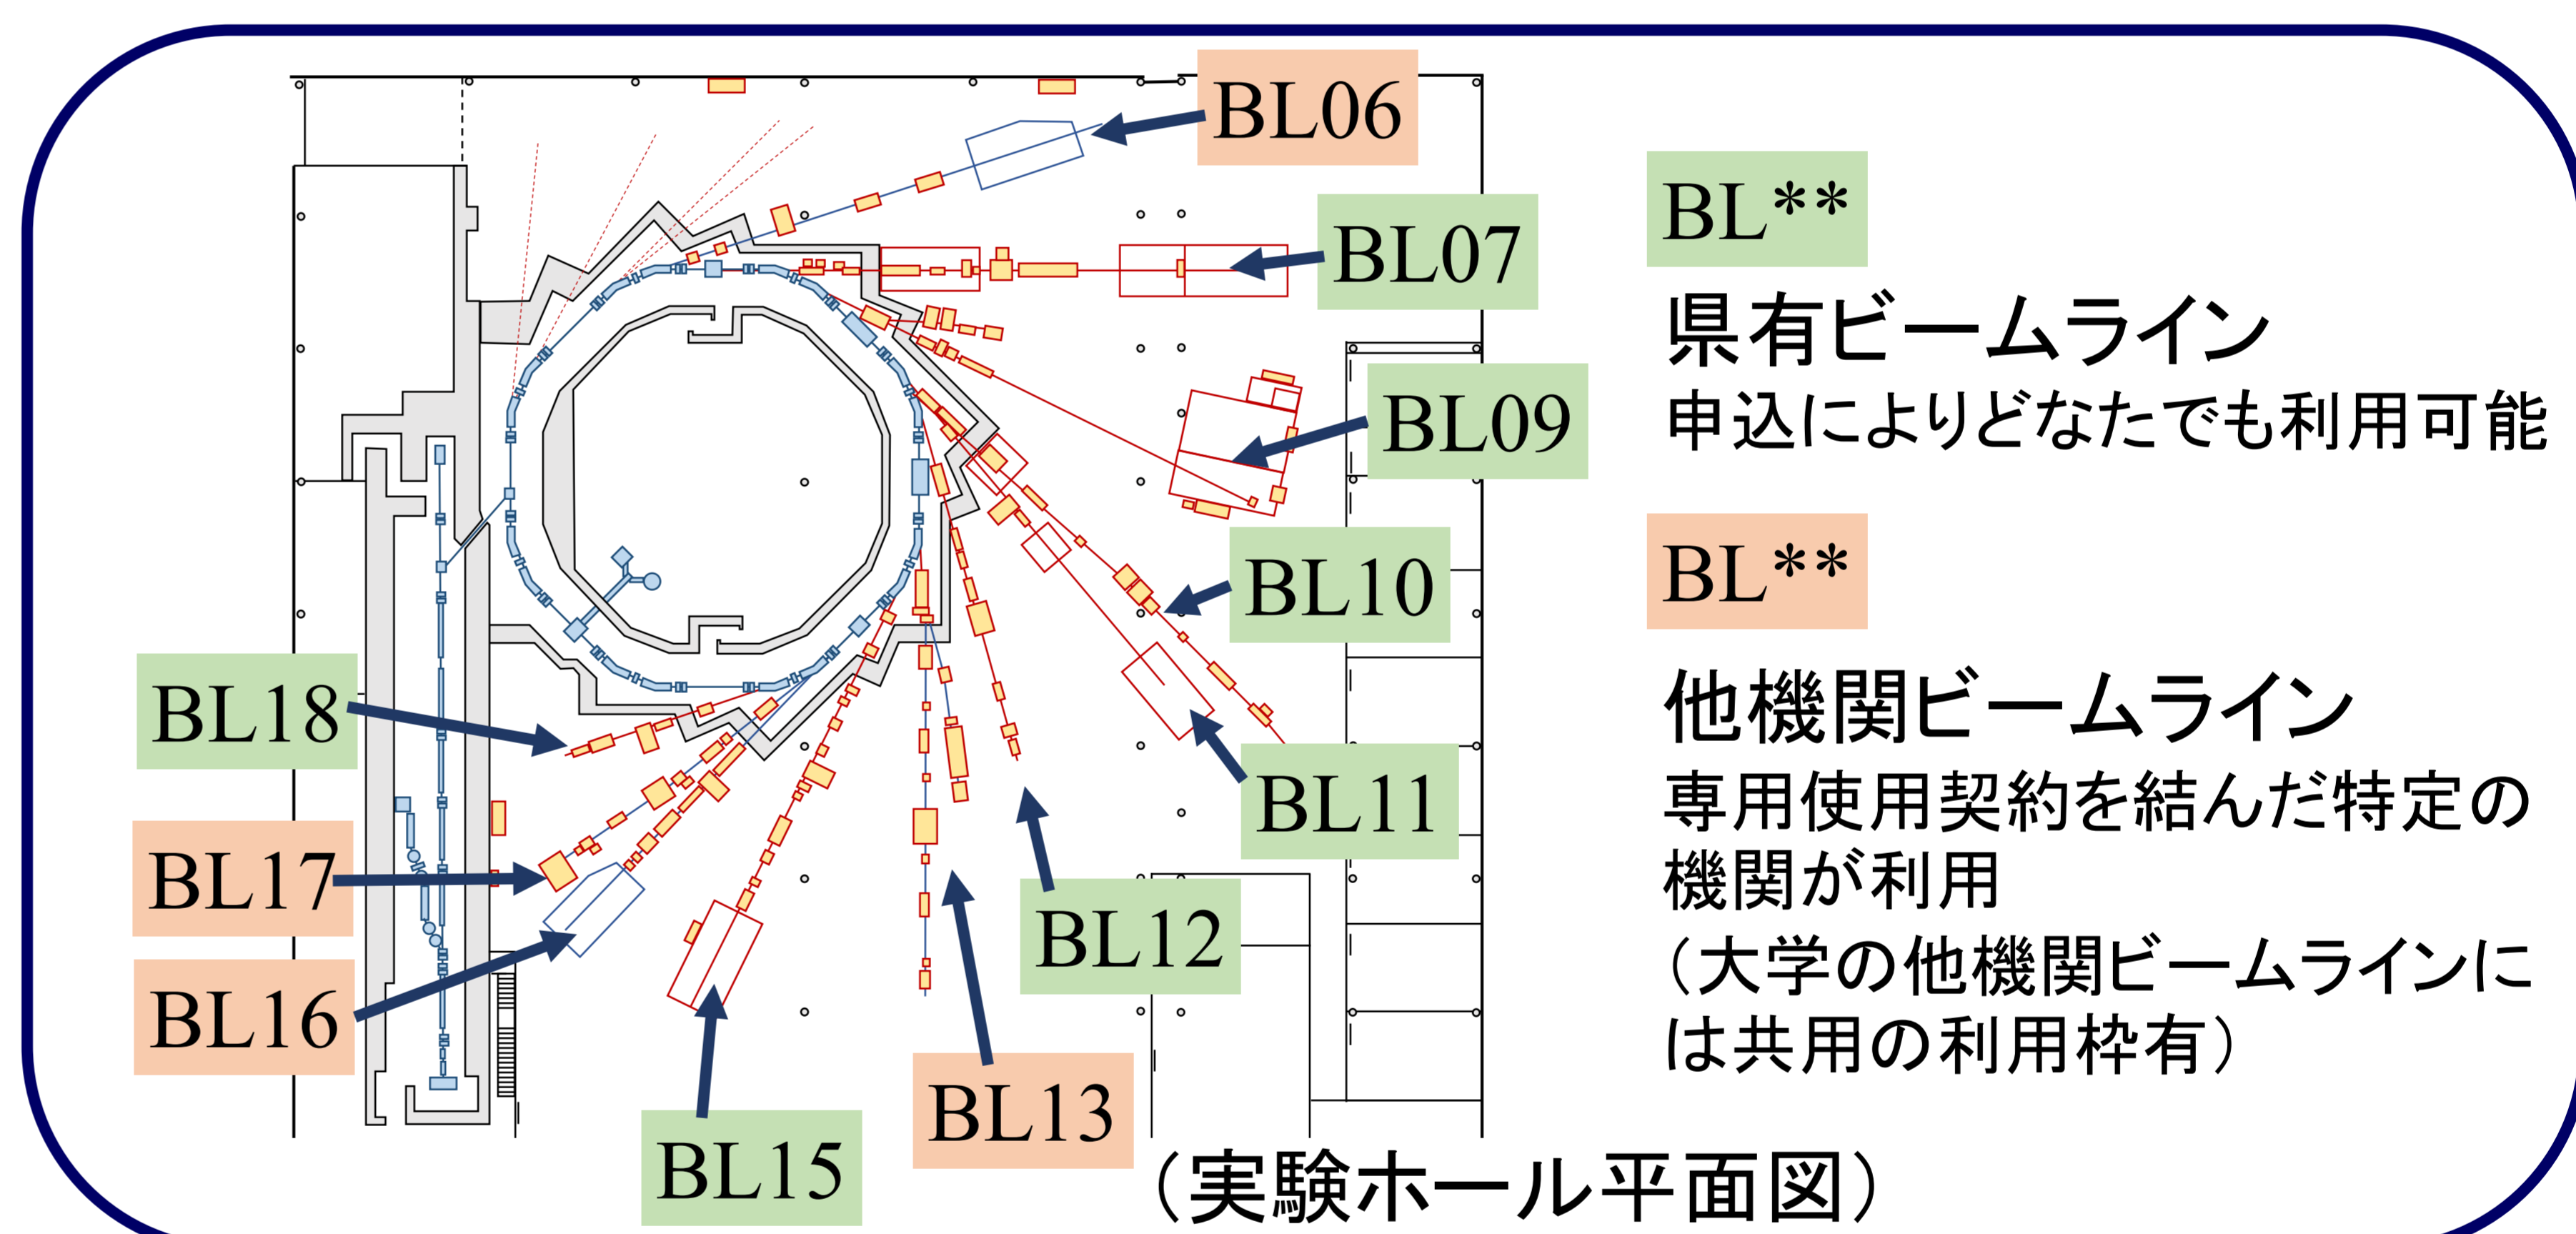 BL06
BL07
BL09
BL10
BL11
BL12
BL13
BL15
BL16
BL17
BL18
(実験ホール平面図)
BL**
県有ビームライン
申込によりどなたでも利用可能
BL**
他機関ビームライン
専用使用契約を結んだ特定の
機関が利用
(大学の他機関ビームラインに
は共用の利用枠有)